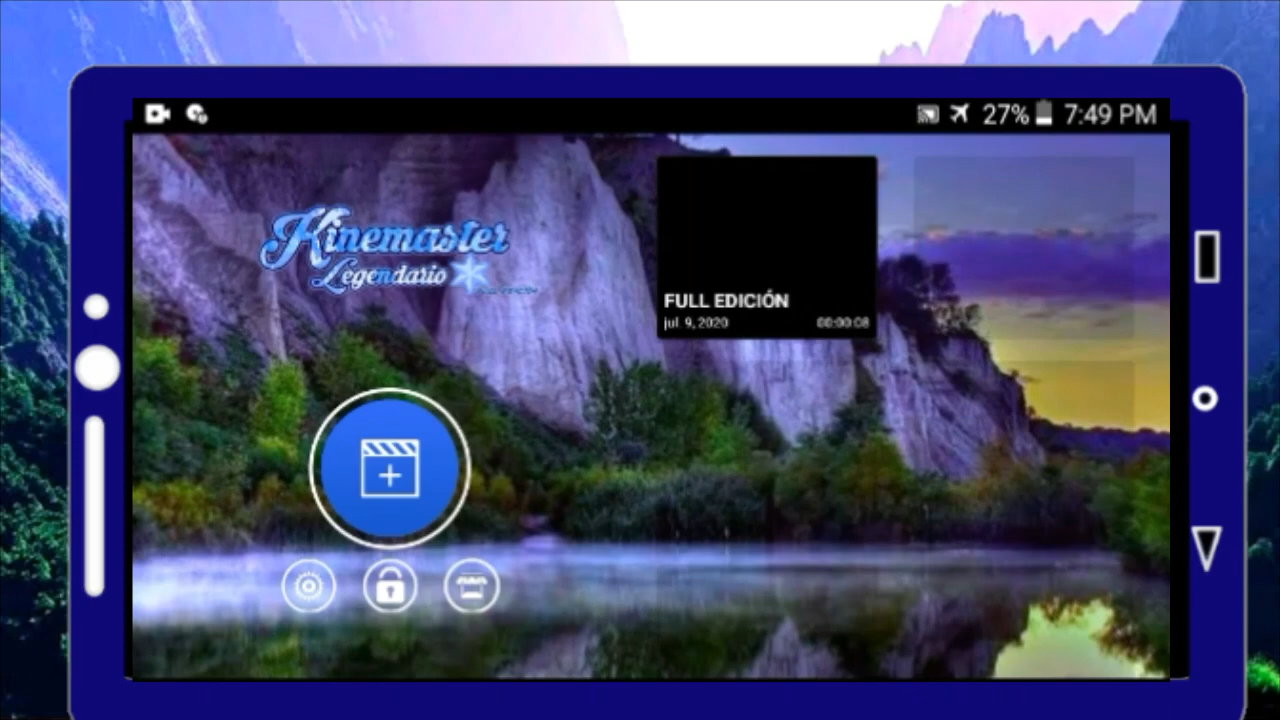 27% 7:49 PM
Kinemaster
Legendario
FULL EDICIÓN
jul. 9, 2020 00:00:08